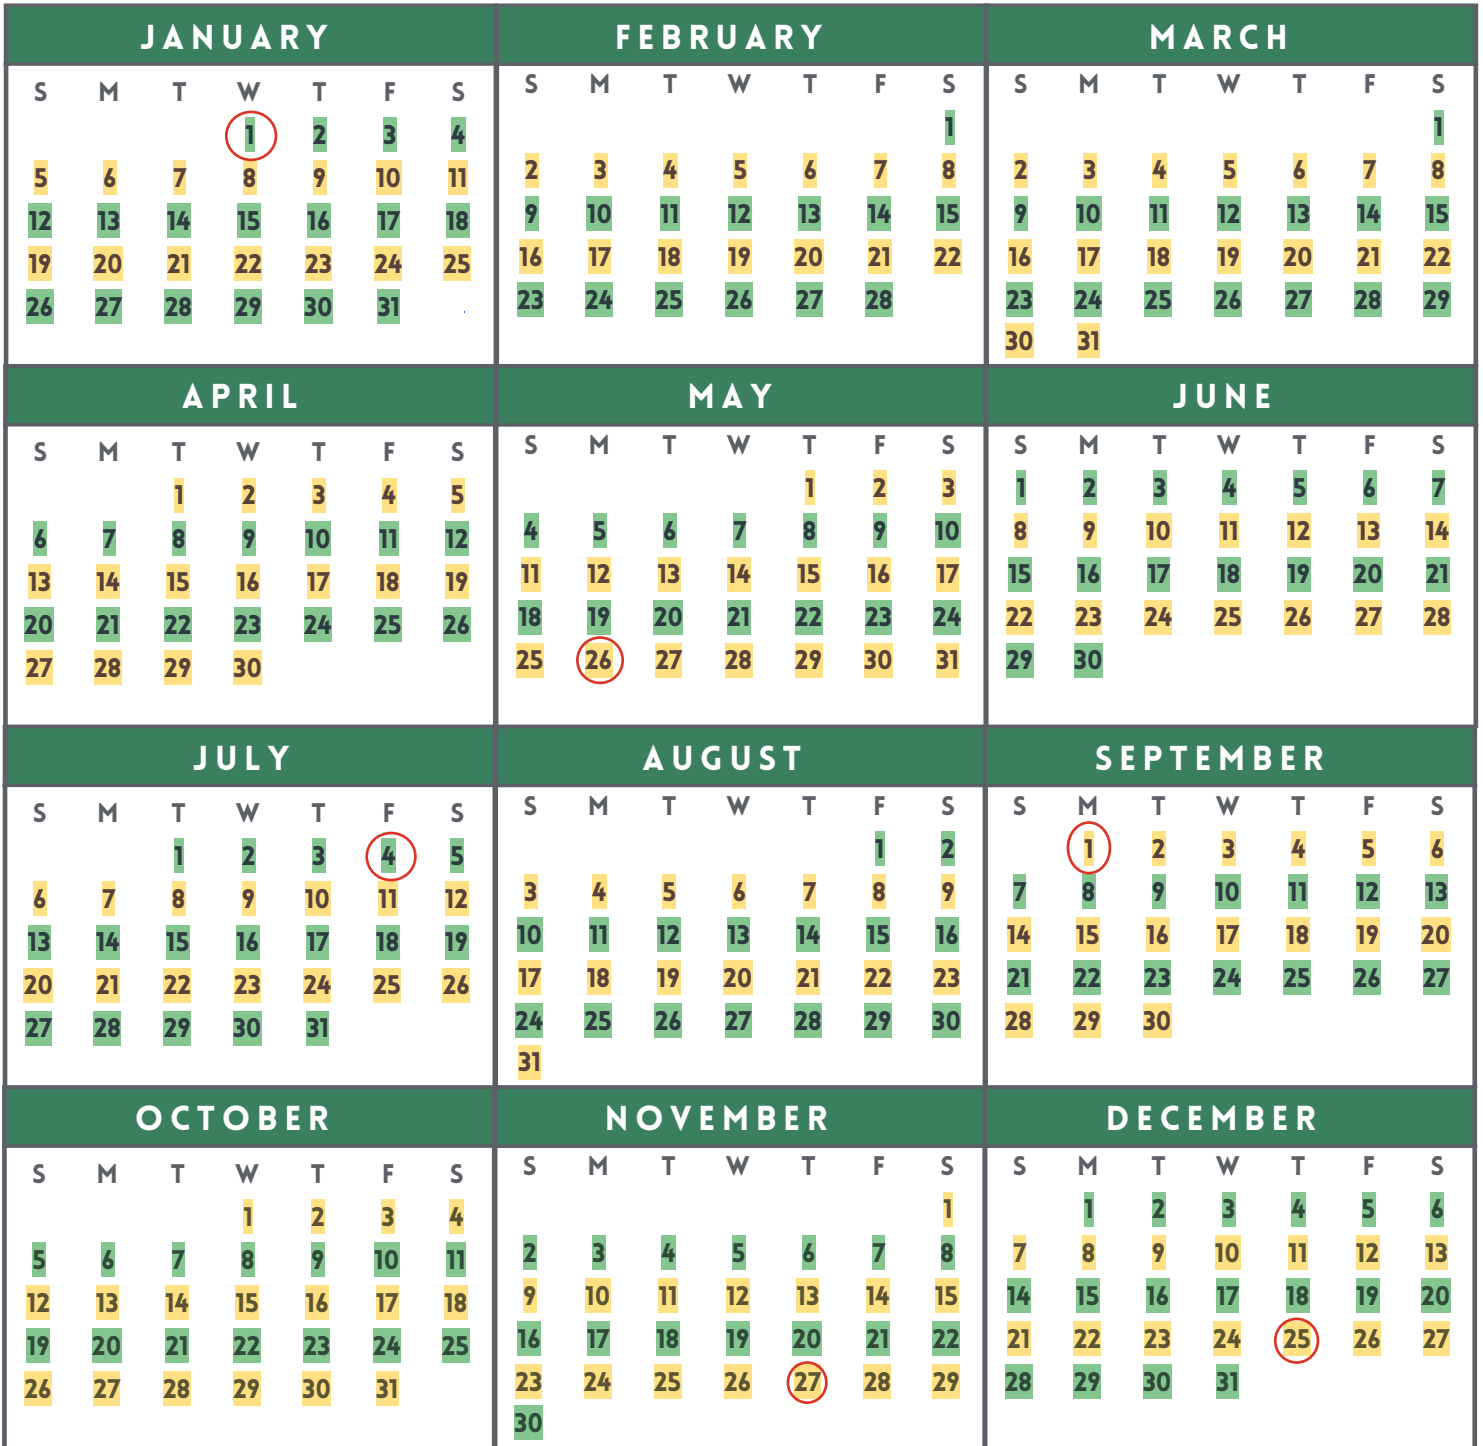 JANUARY
S M T W T F S
1 2 3 4
5 6 7 8 9 10 11
12 13 14 15 16 17 18
19 20 21 22 23 24 25
26 27 28 29 30 31
FEBRUARY
S M T W T F S
1
2 3 4 5 6 7 8
9 10 11 12 13 14 15
16 17 18 19 20 21 22
23 24 25 26 27 28
MARCH
S M T W T F S
1
2 3 4 5 6 7 8
9 10 11 12 13 14 15
16 17 18 19 20 21 22
23 24 25 26 27 28 29
30 31
APRIL
S M T W T F S
1 2 3 4 5
6 7 8 9 10 11 12
13 14 15 16 17 18 19
20 21 22 23 24 25 26
27 28 29 30
MAY
S M T W T F S
1 2 3
4 5 6 7 8 9 10
11 12 13 14 15 16 17
18 19 20 21 22 23 24
25 26 27 28 29 30 31
JUNE
S M T W T F S
1 2 3 4 5 6 7
8 9 10 11 12 13 14
15 16 17 18 19 20 21
22 23 24 25 26 27 28
29 30
JULY
S M T W T F S
1 2 3 4 5
6 7 8 9 10 11 12
13 14 15 16 17 18 19
20 21 22 23 24 25 26
27 28 29 30 31
AUGUST
S M T W T F S
1 2
3 4 5 6 7 8 9
10 11 12 13 14 15 16
17 18 19 20 21 22 23
24 25 26 27 28 29 30
31
SEPTEMBER
S M T W T F S
1 2 3 4 5 6
7 8 9 10 11 12 13
14 15 16 17 18 19 20
21 22 23 24 25 26 27
28 29 30
OCTOBER
S M T W T F S
1 2 3 4
5 6 7 8 9 10 11
12 13 14 15 16 17 18
19 20 21 22 23 24 25
26 27 28 29 30 31
NOVEMBER
S M T W T F S
1
2 3 4 5 6 7 8
9 10 11 12 13 14 15
16 17 18 19 20 21 22
23 24 25 26 27 28 29
30
DECEMBER
S M T W T F S
1 2 3 4 5 6
7 8 9 10 11 12 13
14 15 16 17 18 19 20
21 22 23 24 25 26 27
28 29 30 31